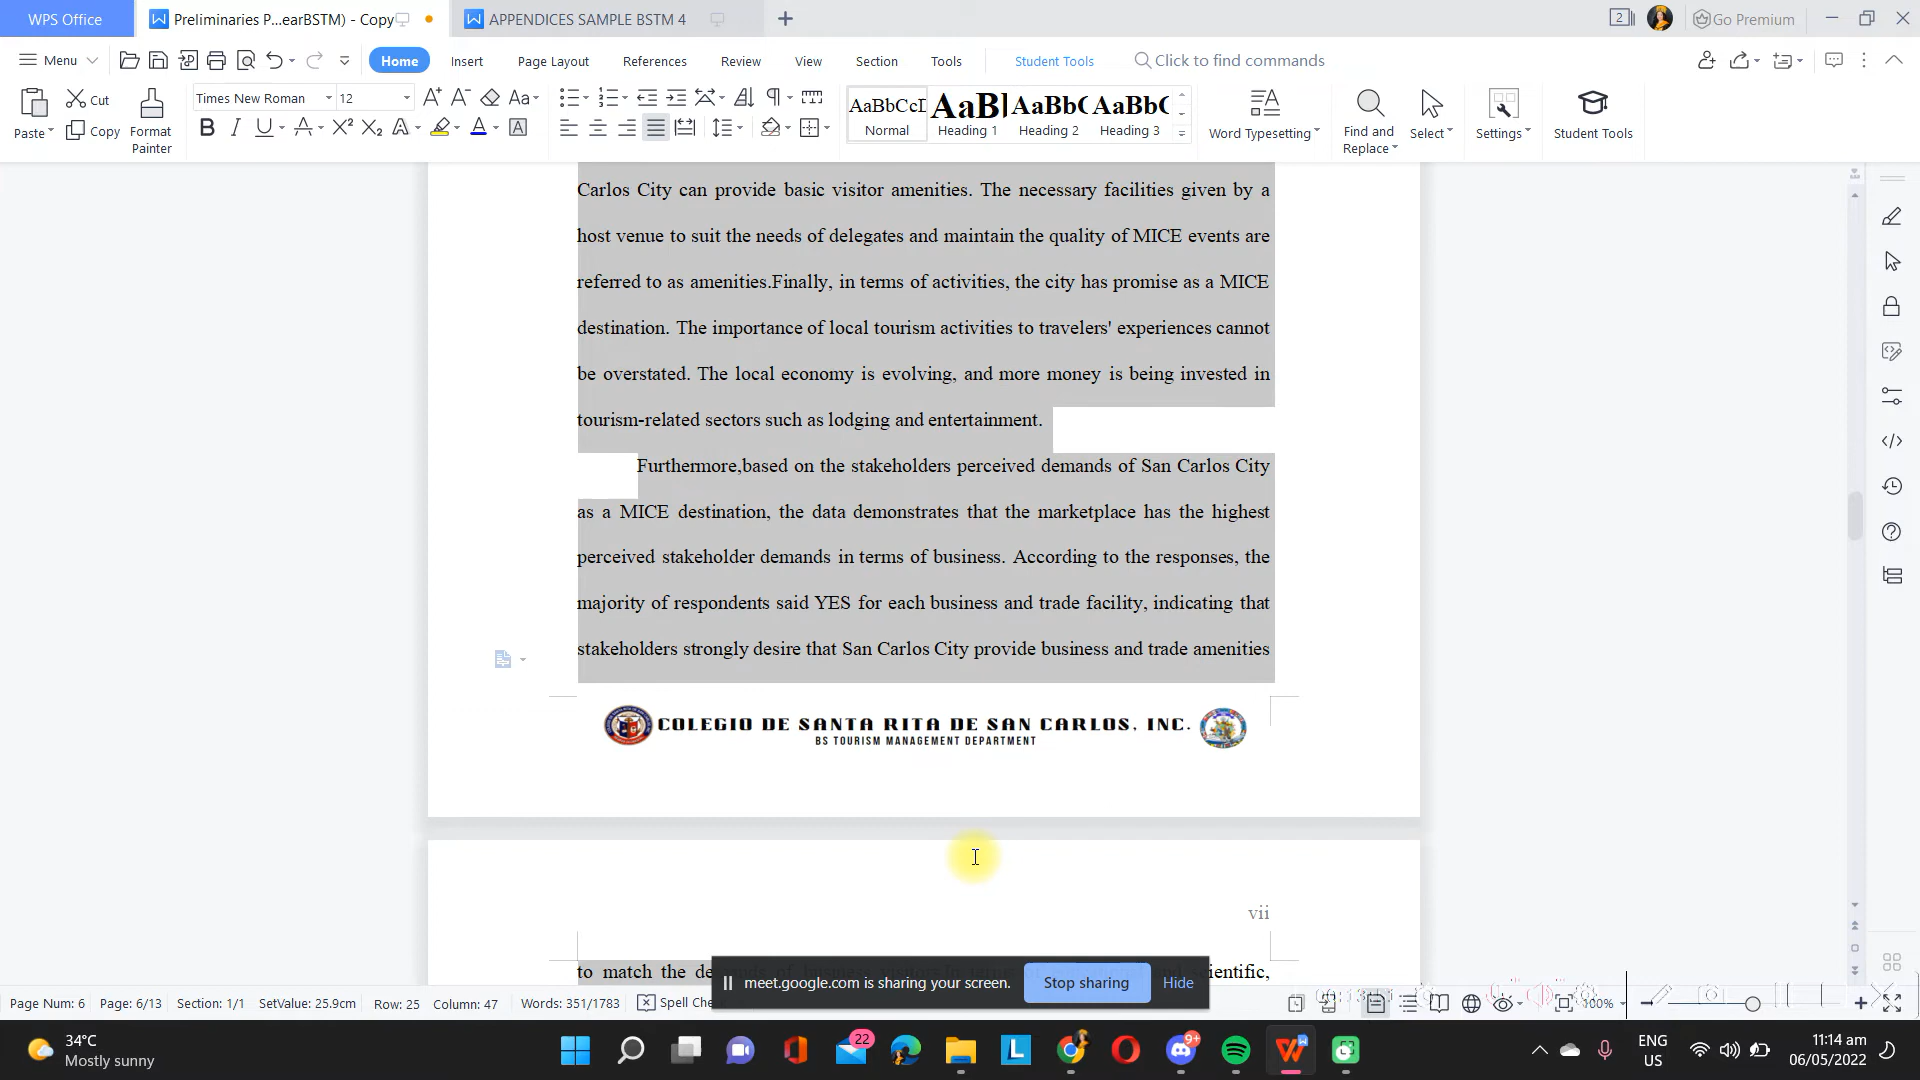 WPS Office
Preliminaries P...earBSTM) - Copy
APPENDICES SAMPLE BSTM 4
2
Go Premium
Menu
Home
Insert
Page Layout
References
Review
View
Section
Tools
Student Tools
Click to find commands
Paste
Cut
Copy
Format Painter
Times New Roman
12
AaBbCcD
Normal
AaBb
Heading 1
AaBbC
Heading 2
AaBbC
Heading 3
Word Typesetting
Find and Replace
Select
Settings
Student Tools
Carlos City can provide basic visitor amenities. The necessary facilities given by a
host venue to suit the needs of delegates and maintain the quality of MICE events are
referred to as amenities.Finally, in terms of activities, the city has promise as a MICE
destination. The importance of local tourism activities to travelers' experiences cannot
be overstated. The local economy is evolving, and more money is being invested in
tourism-related sectors such as lodging and entertainment.
Furthermore,based on the stakeholders perceived demands of San Carlos City
as a MICE destination, the data demonstrates that the marketplace has the highest
perceived stakeholder demands in terms of business. According to the responses, the
majority of respondents said YES for each business and trade facility, indicating that
stakeholders strongly desire that San Carlos City provide business and trade amenities
COLEGIO DE SANTA RITA DE SAN CARLOS, INC.
BS TOURISM MANAGEMENT DEPARTMENT
vii
to match the
meet.google.com is sharing your screen.
Stop sharing
Hide
Page Num: 6
Page: 6/13
Section: 1/1
SetValue: 25.9cm
Row: 25
Column: 47
Words: 351/1783
Spell Che
100%
34°C
Mostly sunny
22
9+
ENG
US
11:14 am
06/05/2022